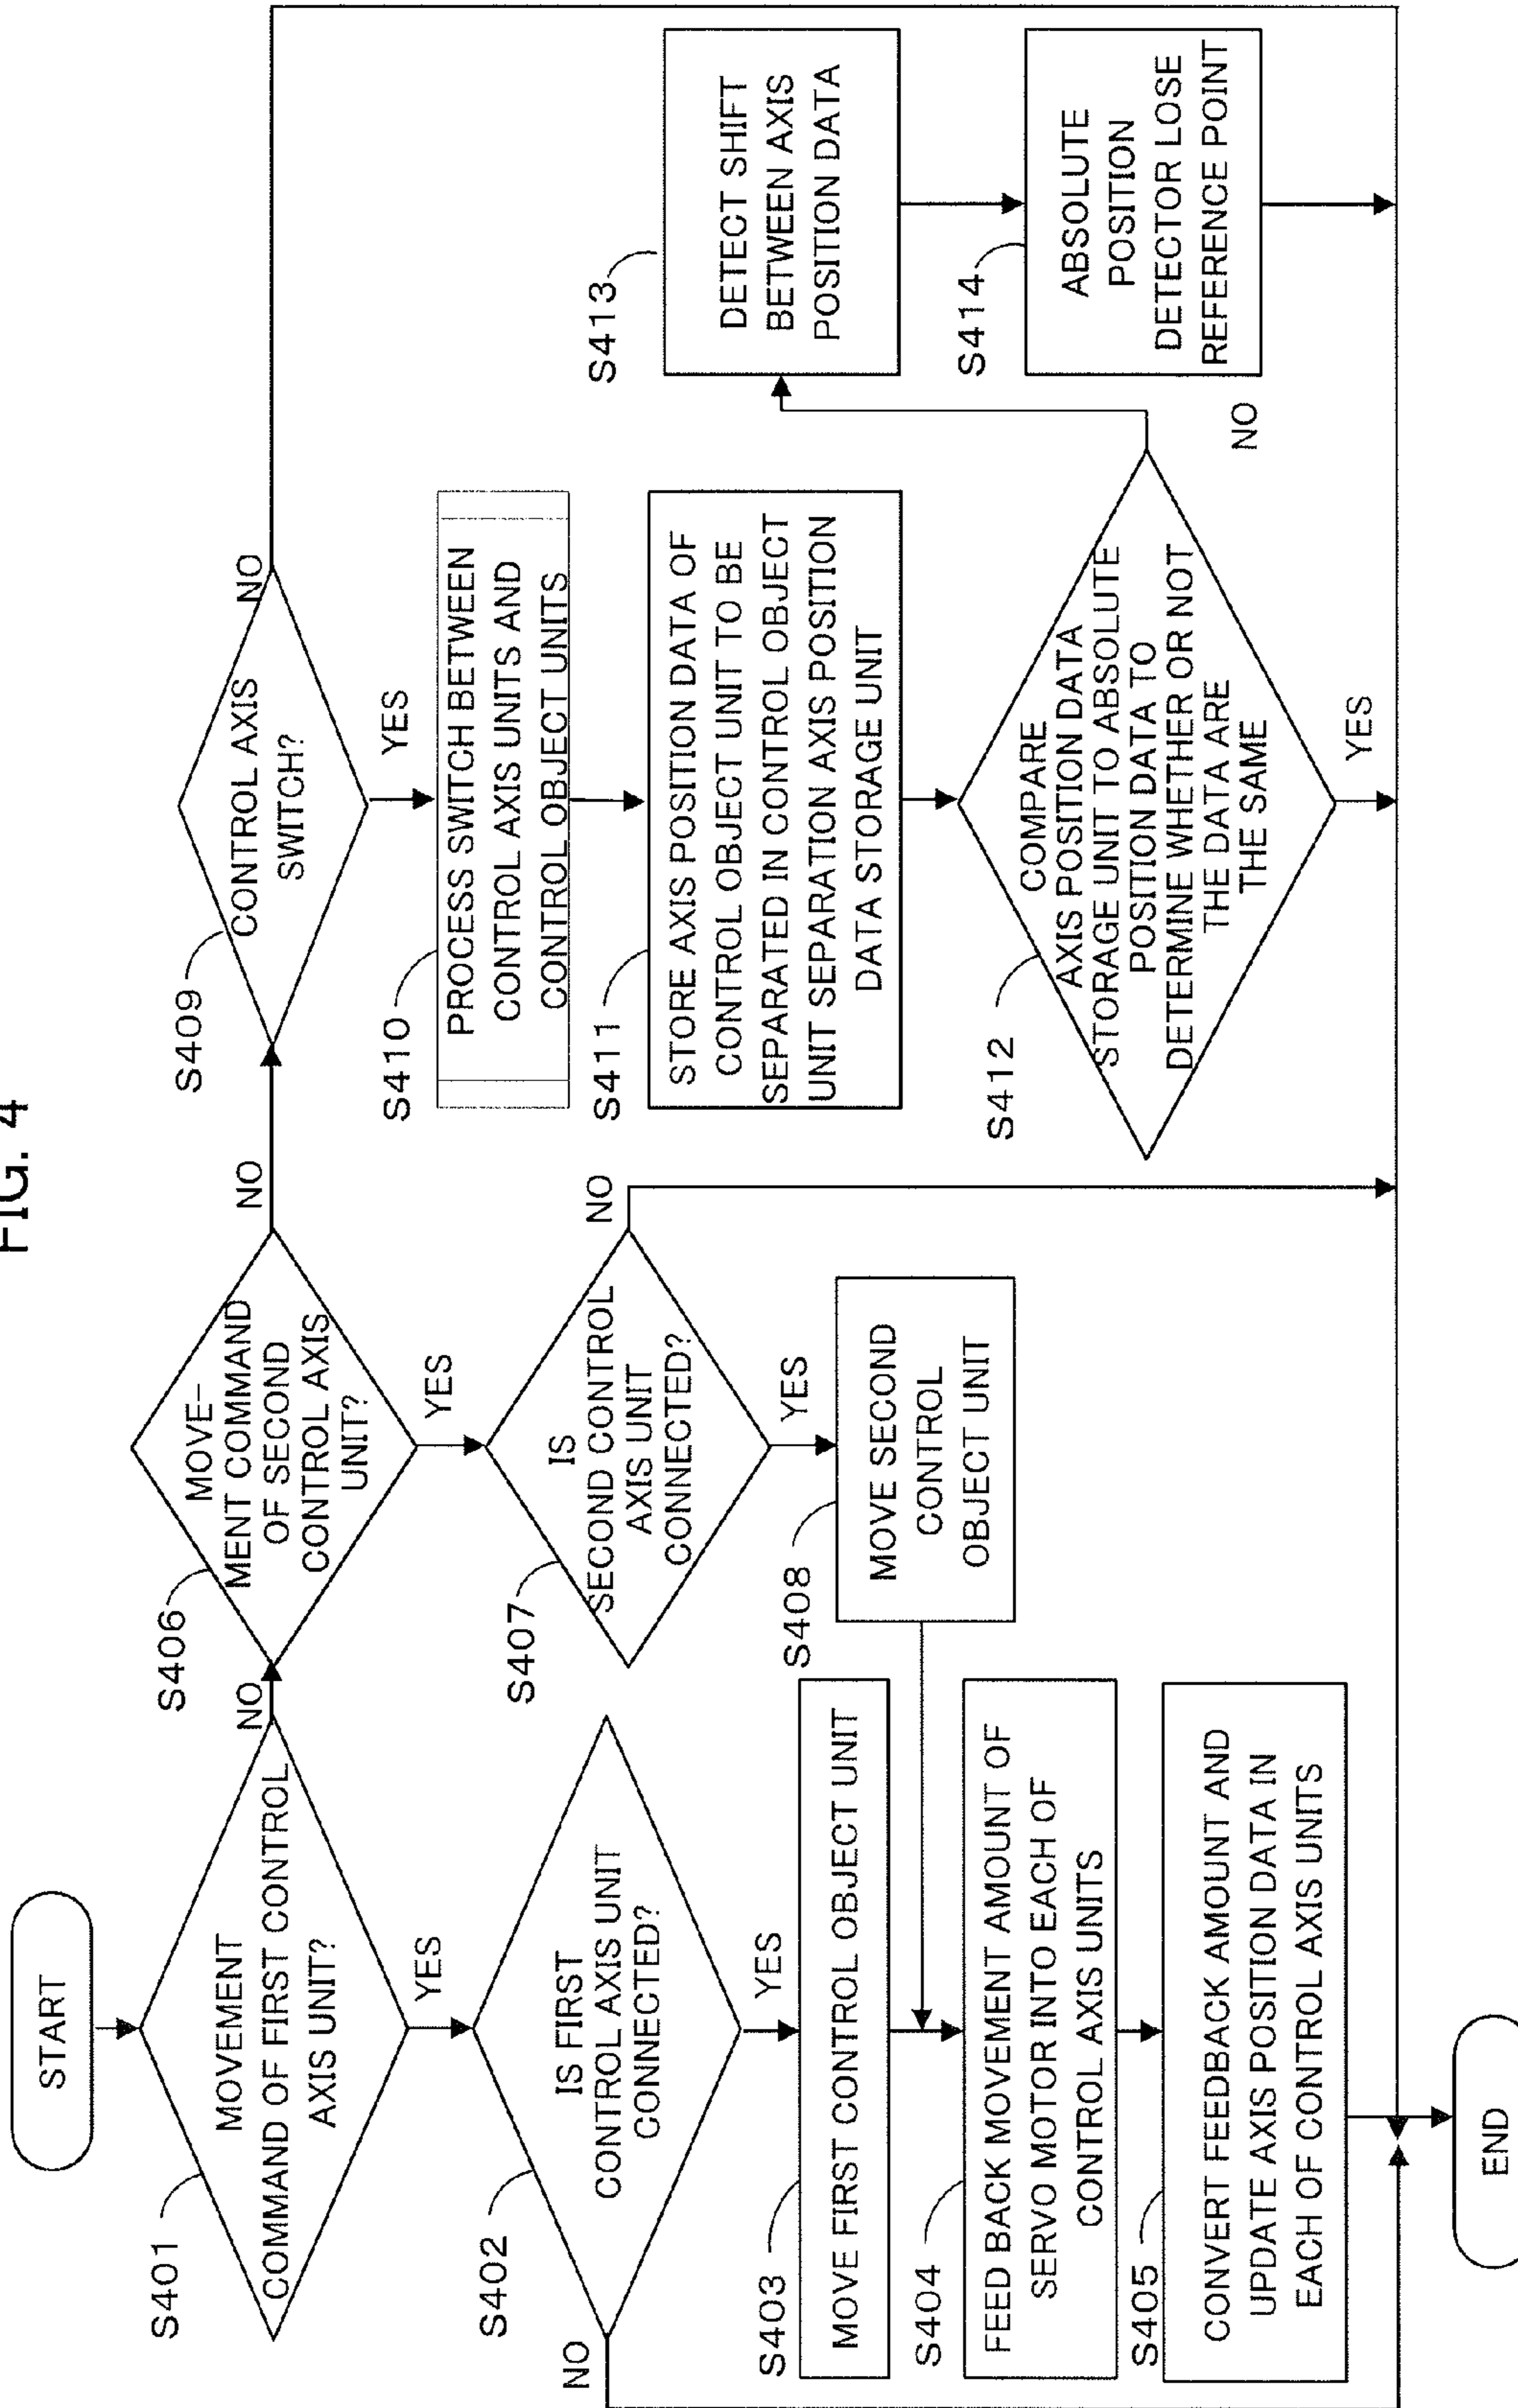 FIG. 4
START
S401
MOVEMENT
COMMAND OF FIRST CONTROL
AXIS UNIT?
NO
YES
S402
IS FIRST
CONTROL AXIS UNIT
CONNECTED?
NO
YES
S403
MOVE FIRST CONTROL OBJECT UNIT
S404
FEED BACK MOVEMENT AMOUNT OF
SERVO MOTOR INTO EACH OF
CONTROL AXIS UNITS
S405
CONVERT FEEDBACK AMOUNT AND
UPDATE AXIS POSITION DATA IN
EACH OF CONTROL AXIS UNITS
END
S406
MOVE-
MENT COMMAND
OF SECOND
CONTROL AXIS
UNIT?
NO
YES
S407
IS
SECOND CONTROL
AXIS UNIT
CONNECTED?
NO
YES
S408
MOVE SECOND
CONTROL
OBJECT UNIT
S409
CONTROL AXIS
SWITCH?
NO
YES
S410
PROCESS SWITCH BETWEEN
CONTROL AXIS UNITS AND
CONTROL OBJECT UNITS
S411
STORE AXIS POSITION DATA OF
CONTROL OBJECT UNIT TO BE
SEPARATED IN CONTROL OBJECT
UNIT SEPARATION AXIS POSITION
DATA STORAGE UNIT
S412
COMPARE
AXIS POSITION DATA
STORAGE UNIT TO ABSOLUTE
POSITION DATA TO
DETERMINE WHETHER OR NOT
THE DATA ARE
THE SAME
NO
YES
S413
DETECT SHIFT
BETWEEN AXIS
POSITION DATA
S414
ABSOLUTE
POSITION
DETECTOR LOSE
REFERENCE POINT